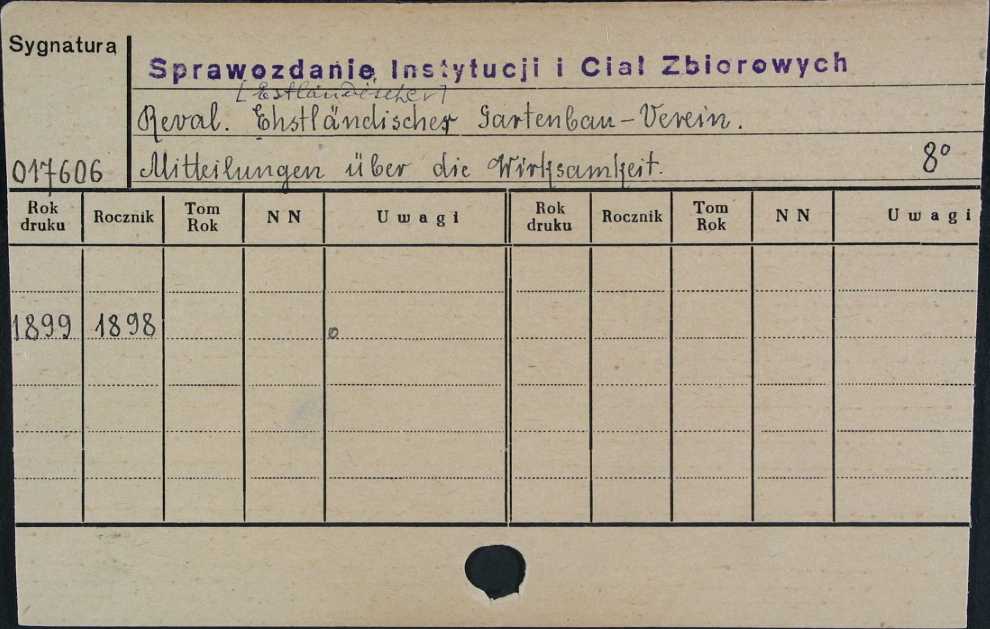 Sygnatura
Sprawozdanie Instytucji i Ciał Zbiorowych
[Estländischer]
Reval. Ehstländischer Gartenbau-Verein.
017606 Mitteilungen über die Wirksamkeit. 8°
Rok druku Rocznik Tom Rok NN Uwagi Rok druku Rocznik Tom Rok NN Uwagi
1899 1898 o